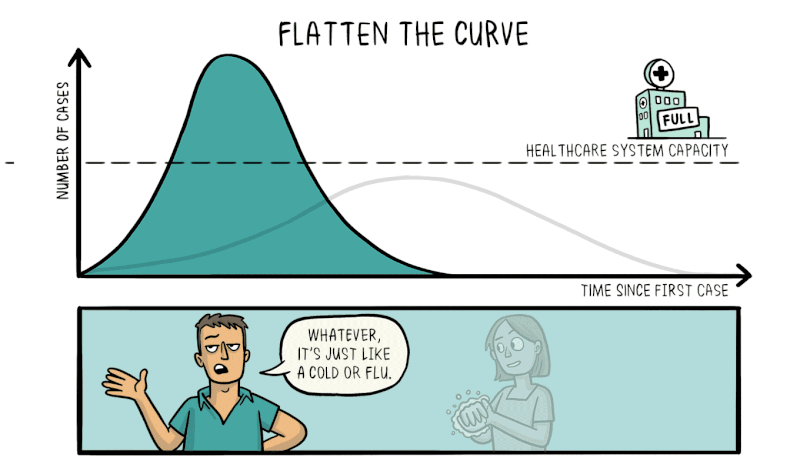 FLATTEN THE CURVE
NUMBER OF CASES
FULL
HEALTHCARE SYSTEM CAPACITY
TIME SINCE FIRST CASE
WHATEVER,
IT'S JUST LIKE
A COLD OR FLU.